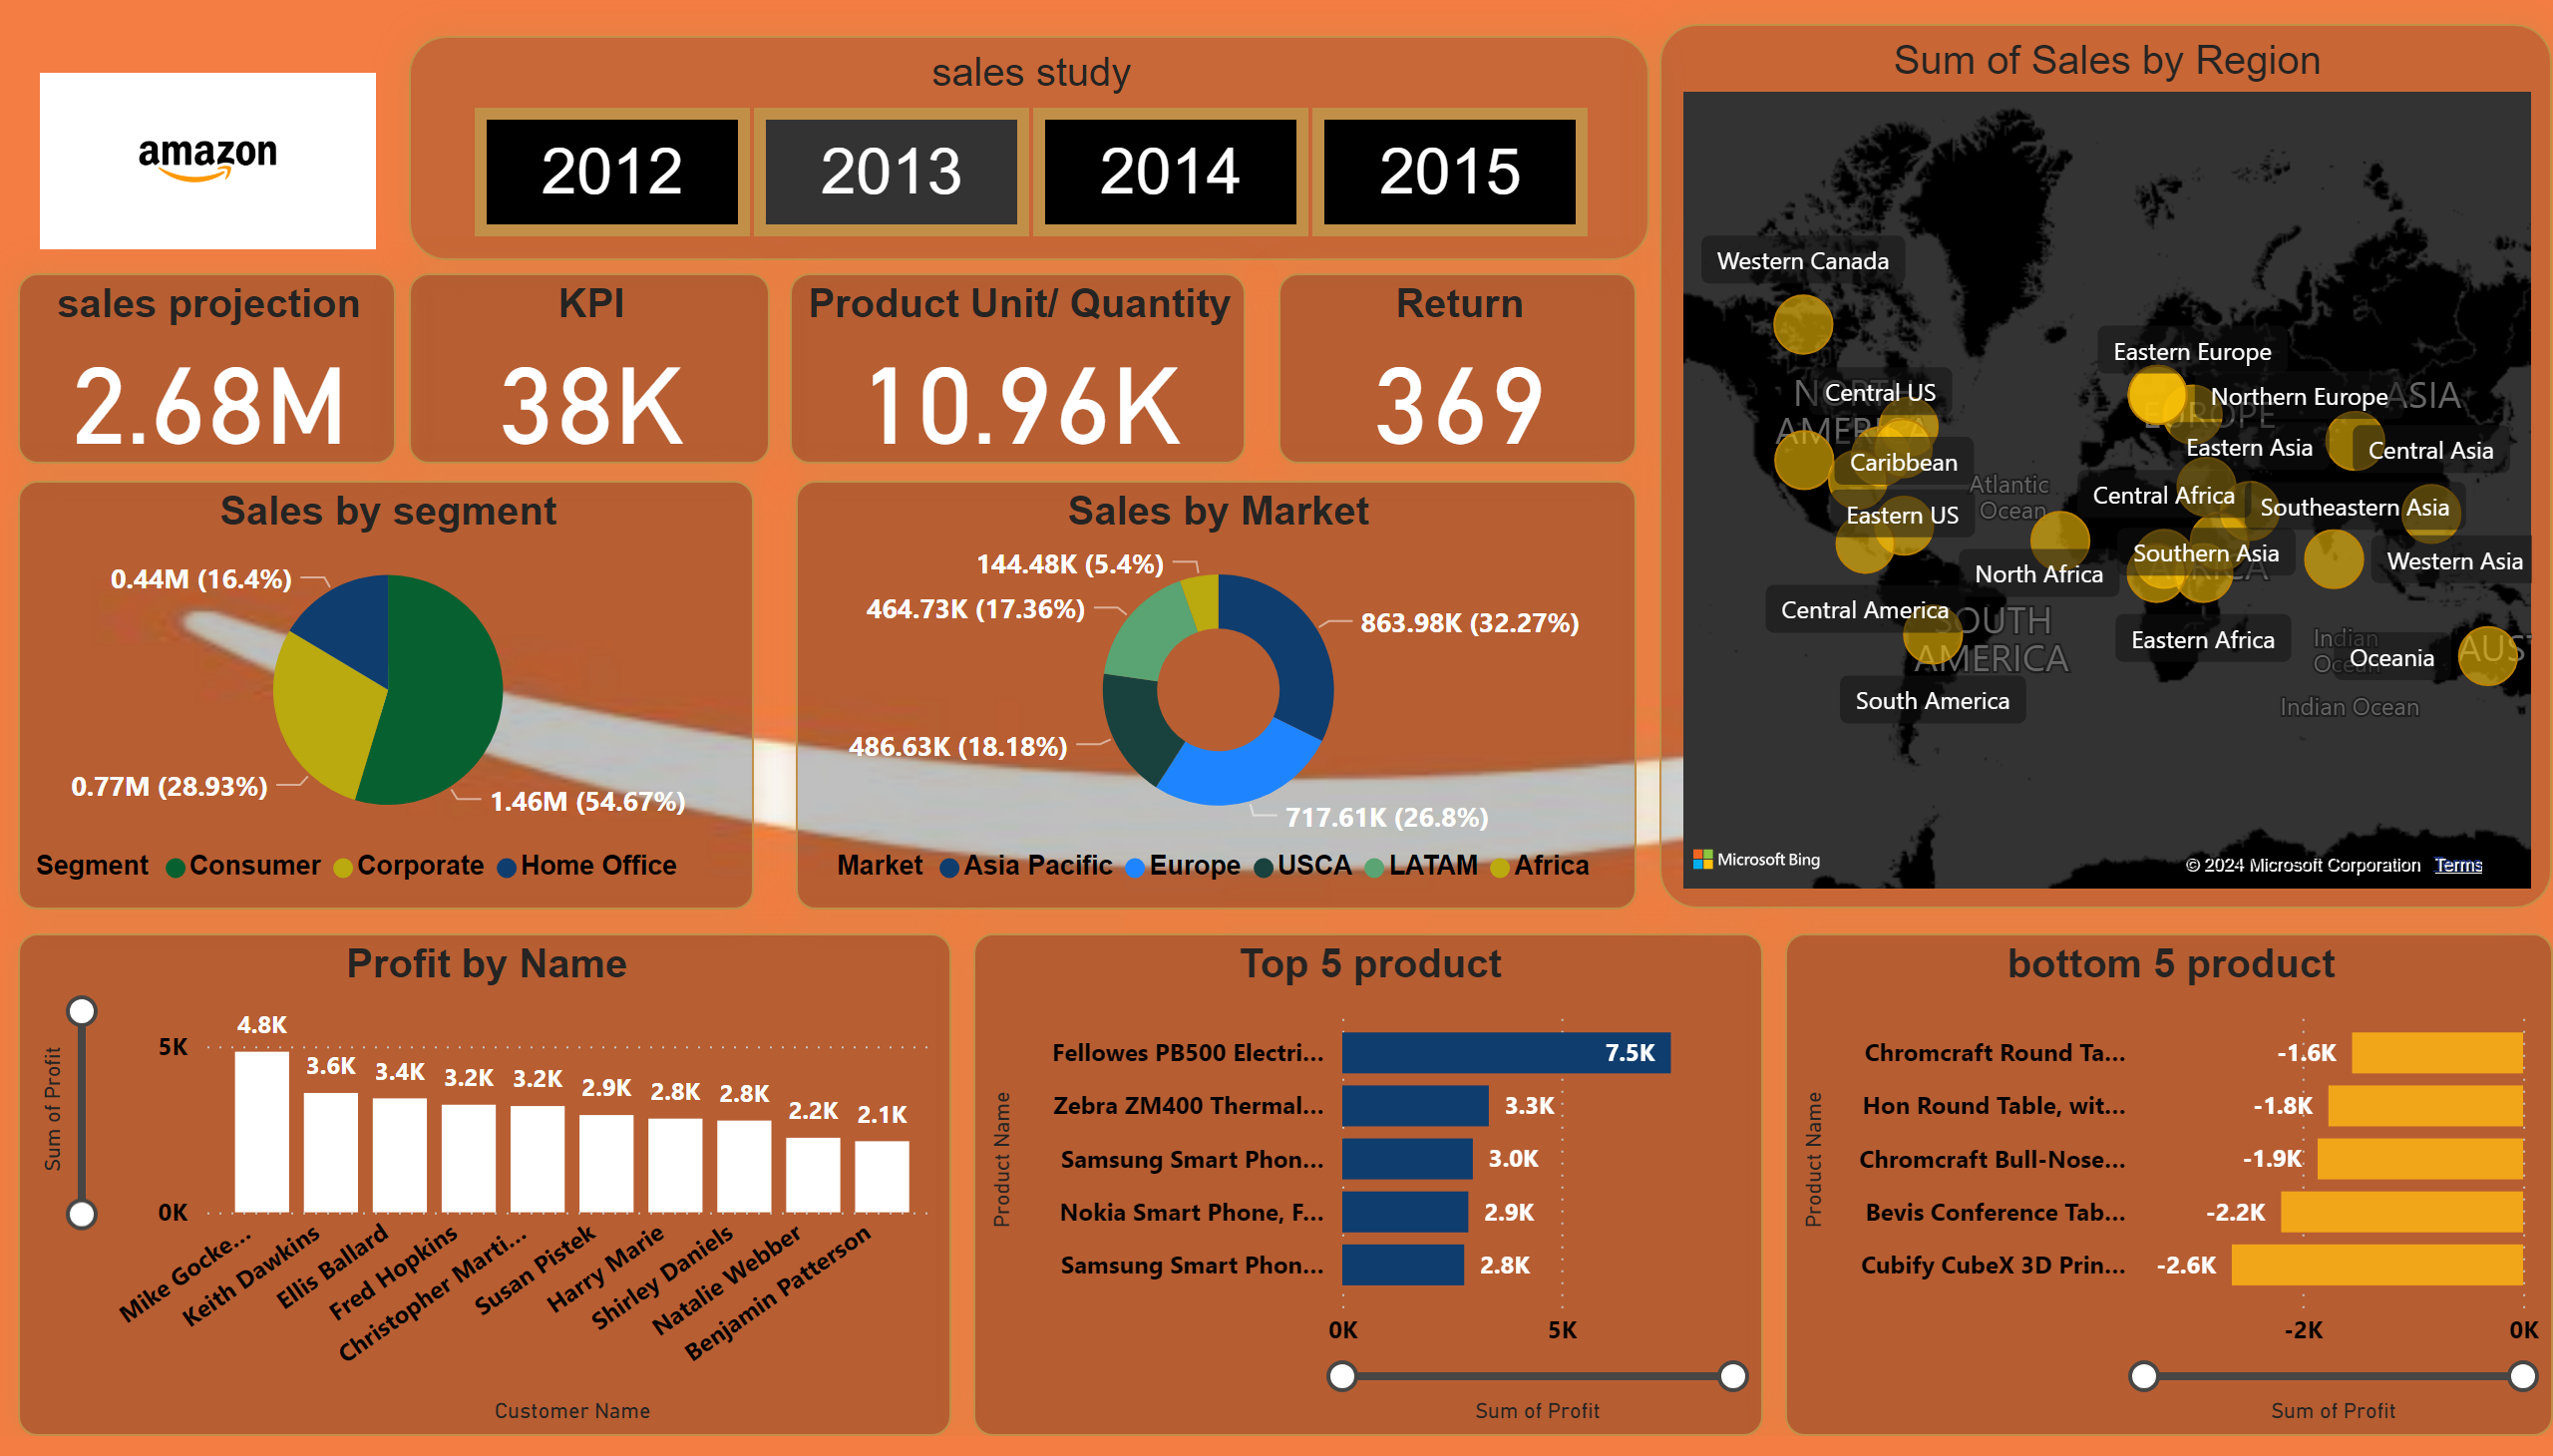 amazon
sales study
2012
2013
2014
2015
Sum of Sales by Region
sales projection
2.68M
KPI
38K
Product Unit/ Quantity
10.96K
Return
369
Sales by segment
0.44M (16.4%)
0.77M (28.93%)
1.46M (54.67%)
Segment Consumer Corporate Home Office
Sales by Market
144.48K (5.4%)
464.73K (17.36%)
863.98K (32.27%)
486.63K (18.18%)
717.61K (26.8%)
Market Asia Pacific Europe USCA LATAM Africa
Western Canada
Eastern Europe
Central US
Northern Europe
ASIA
EUROPE
Eastern Asia
Central Asia
Caribbean
Atlantic
Ocean
Central Africa
Southeastern Asia
Eastern US
Southern Asia
Western Asia
North Africa
Central America
SOUTH
AMERICA
Eastern Africa
Indian
Oceania
AUST
South America
Indian Ocean
Microsoft Bing
© 2024 Microsoft Corporation Terms
Profit by Name
Sum of Profit
5K
0K
4.8K
3.6K
3.4K
3.2K
3.2K
2.9K
2.8K
2.8K
2.2K
2.1K
Mike Gocke...
Keith Dawkins
Ellis Ballard
Fred Hopkins
Christopher Marti...
Susan Pistek
Harry Marie
Shirley Daniels
Natalie Webber
Benjamin Patterson
Customer Name
Top 5 product
Product Name
Fellowes PB500 Electri... 7.5K
Zebra ZM400 Thermal... 3.3K
Samsung Smart Phon... 3.0K
Nokia Smart Phone, F... 2.9K
Samsung Smart Phon... 2.8K
0K 5K
Sum of Profit
bottom 5 product
Product Name
Chromcraft Round Ta... -1.6K
Hon Round Table, wit... -1.8K
Chromcraft Bull-Nose... -1.9K
Bevis Conference Tab... -2.2K
Cubify CubeX 3D Prin... -2.6K
-2K 0K
Sum of Profit